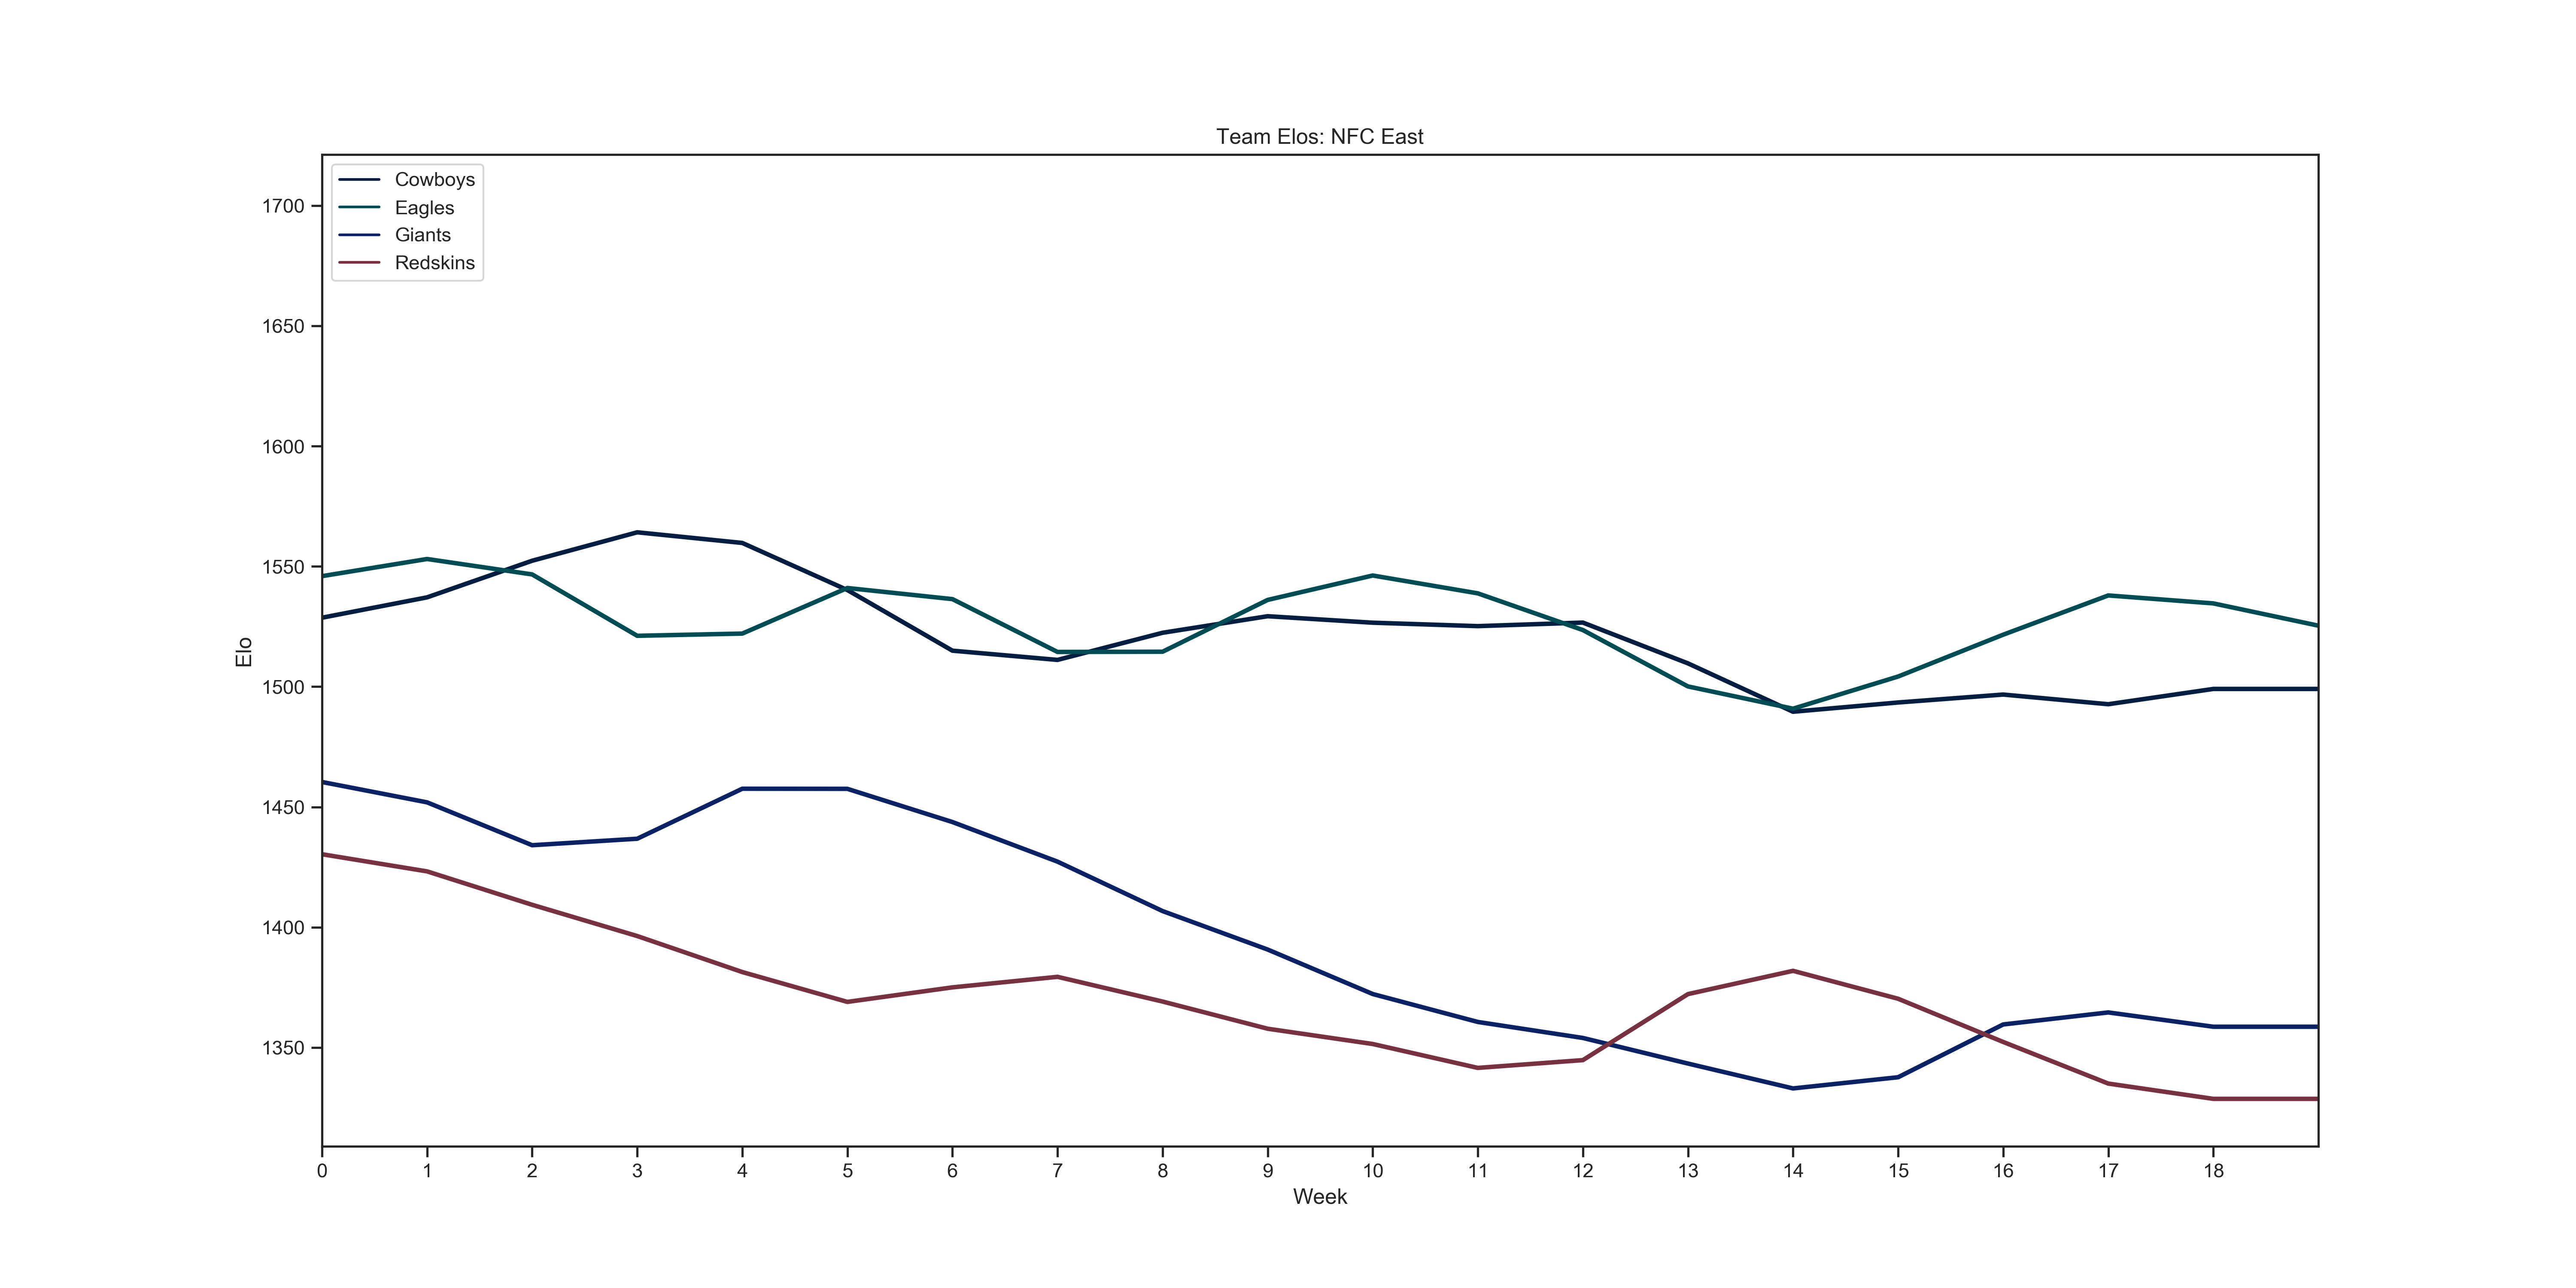 Team Elos: NFC East
Cowboys
Eagles
Giants
Redskins
1700
1650
1600
1550
1500
1450
1400
1350
Elo
0 1 2 3 4 5 6 7 8 9 10 11 12 13 14 15 16 17 18
Week